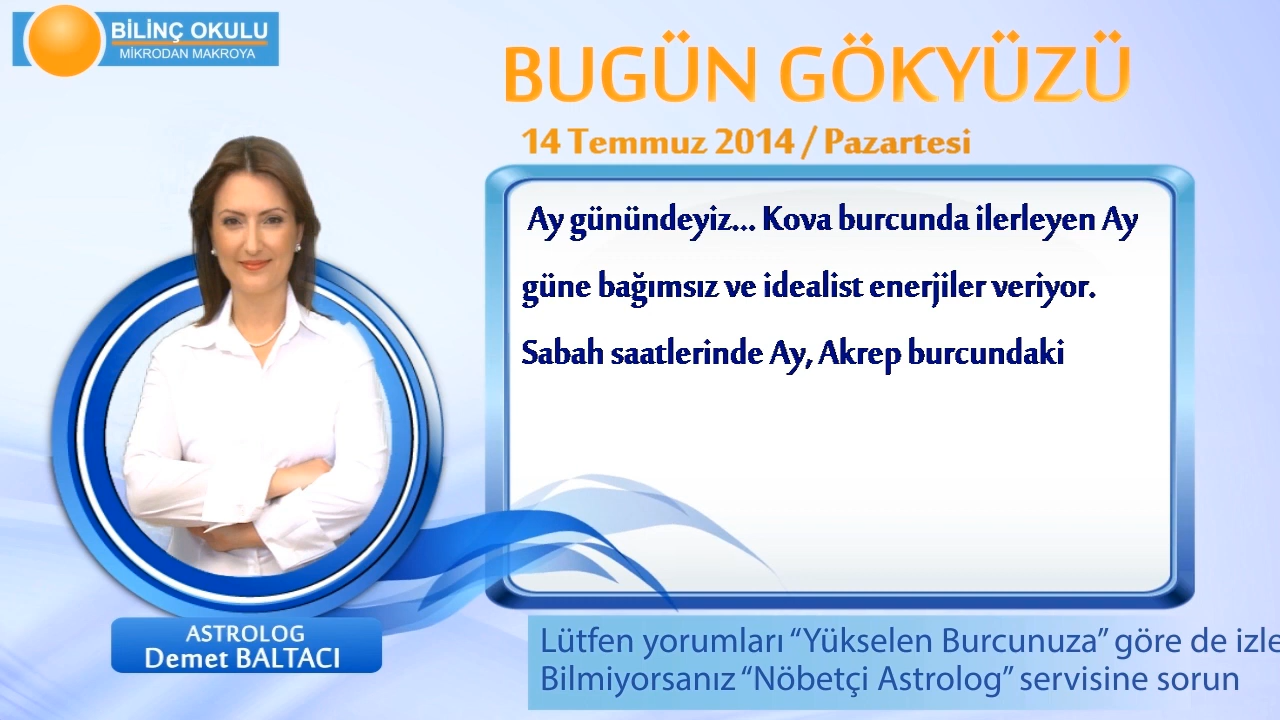 BİLİNÇ OKULU
MİKRODAN MAKROYA
BUGÜN GÖKYÜZÜ
14 Temmuz 2014 / Pazartesi
Ay günündeyiz... Kova burcunda ilerleyen Ay
güne bağımsız ve idealist enerjiler veriyor.
Sabah saatlerinde Ay, Akrep burcundaki
ASTROLOG
Demet BALTACI
Lütfen yorumları “Yükselen Burcunuza” göre de izle
Bilmiyorsanız “Nöbetçi Astrolog” servisine sorun